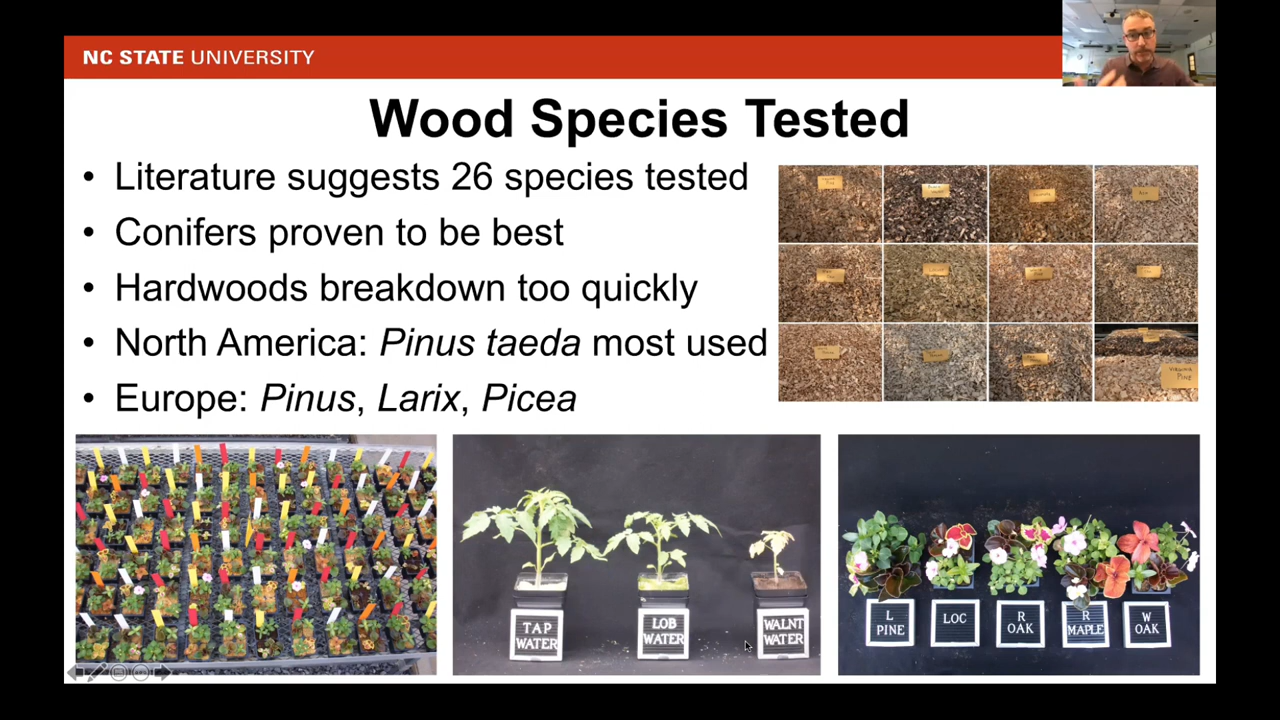 NC STATE UNIVERSITY
Wood Species Tested
• Literature suggests 26 species tested
• Conifers proven to be best
• Hardwoods breakdown too quickly
• North America: Pinus taeda most used
• Europe: Pinus, Larix, Picea
VIRGINIA
PINE
TAP
WATER
LOB
WATER
WALNT
WATER
L
PINE
LOC
R
OAK
R
MAPLE
W
OAK